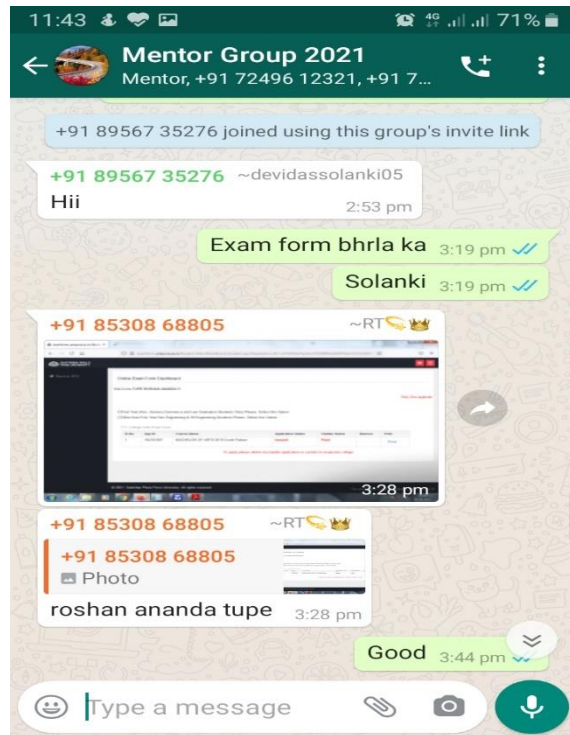 11:43
4G
71%
Mentor Group 2021
Mentor, +91 72496 12321, +91 7...
+91 89567 35276 joined using this group's invite link
+91 89567 35276 ~devidassolanki05
Hii
2:53 pm
Exam form bhrla ka 3:19 pm
Solanki 3:19 pm
+91 85308 68805 ~RT
Online Exam Form Dashboard
3:28 pm
+91 85308 68805 ~RT
+91 85308 68805
Photo
roshan ananda tupe 3:28 pm
Good 3:44 pm
Type a message